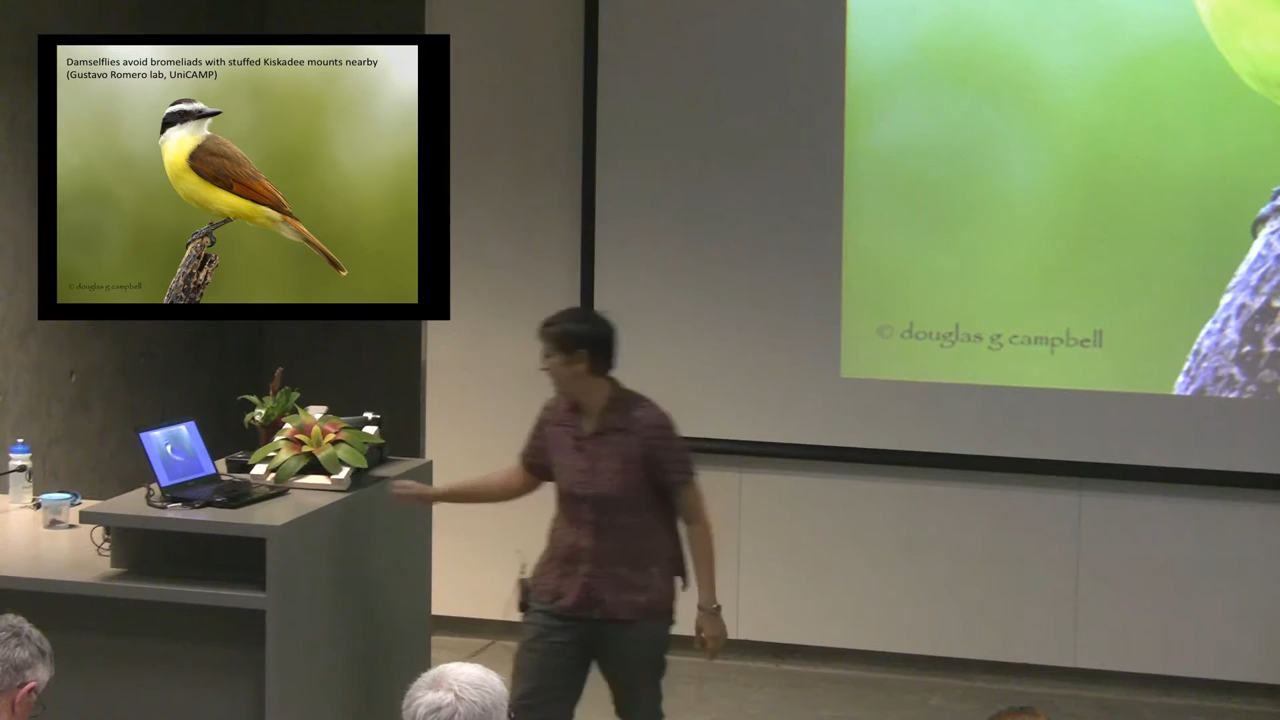 Damselflies avoid bromeliads with stuffed Kiskadee mounts nearby
(Gustavo Romero lab, UniCAMP)
© douglas g campbell
© douglas g campbell